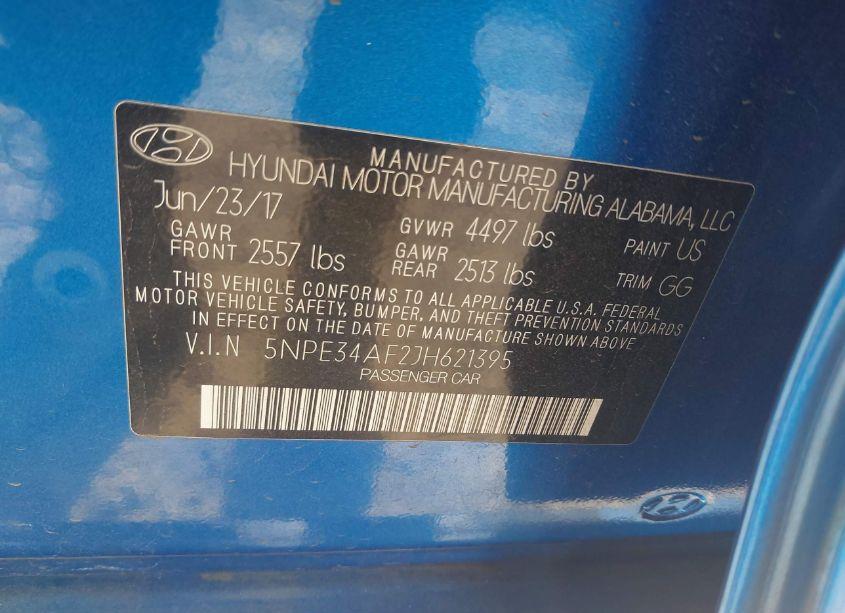 MANUFACTURED BY
HYUNDAI MOTOR MANUFACTURING ALABAMA, LLC
Jun/23/17 GVWR 4497 lbs PAINT US
GAWR FRONT 2557 lbs GAWR REAR 2513 lbs TRIM GG
THIS VEHICLE CONFORMS TO ALL APPLICABLE U.S.A. FEDERAL
MOTOR VEHICLE SAFETY, BUMPER, AND THEFT PREVENTION STANDARDS
IN EFFECT ON THE DATE OF MANUFACTURE SHOWN ABOVE.
V.I.N 5NPE34AF2JH621395
PASSENGER CAR